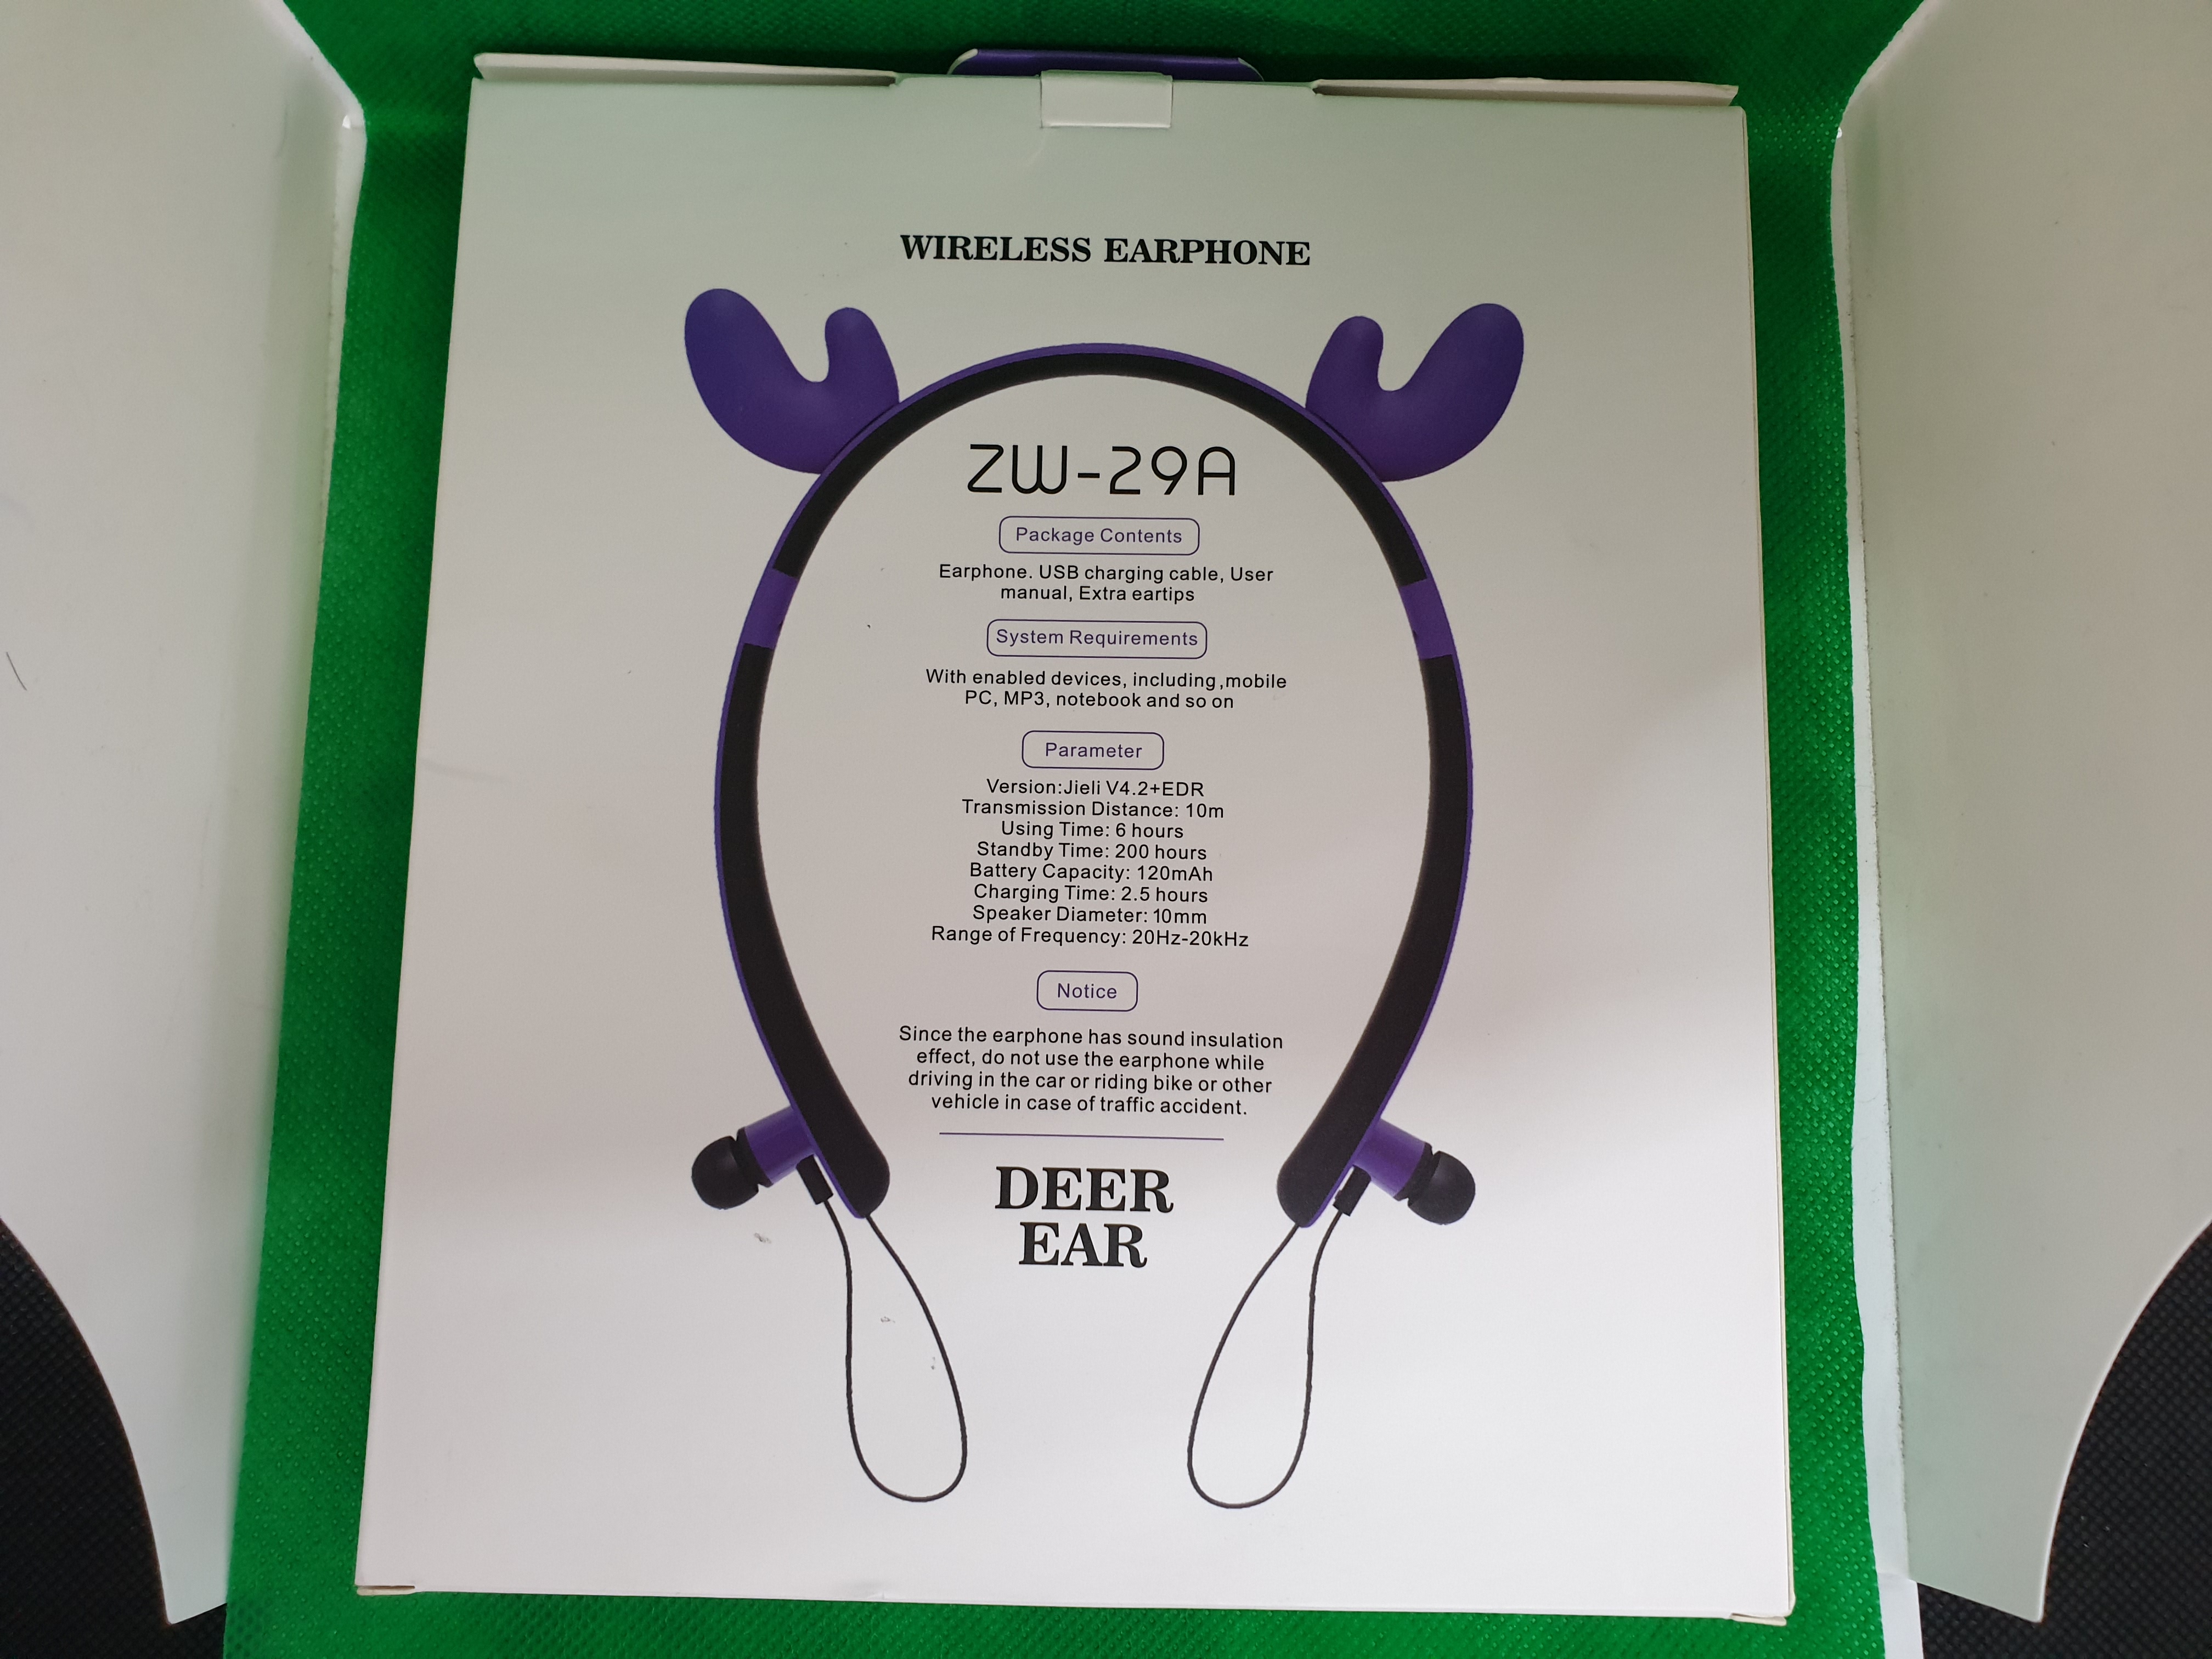 WIRELESS EARPHONE
ZW-29A
Package Contents
Earphone. USB charging cable, User
manual, Extra eartips
System Requirements
With enabled devices, including,mobile
PC, MP3, notebook and so on
Parameter
Version:Jieli V4.2+EDR
Transmission Distance: 10m
Using Time: 6 hours
Standby Time: 200 hours
Battery Capacity: 120mAh
Charging Time: 2.5 hours
Speaker Diameter: 10mm
Range of Frequency: 20Hz-20kHz
Notice
Since the earphone has sound insulation
effect, do not use the earphone while
driving in the car or riding bike or other
vehicle in case of traffic accident.
DEER
EAR